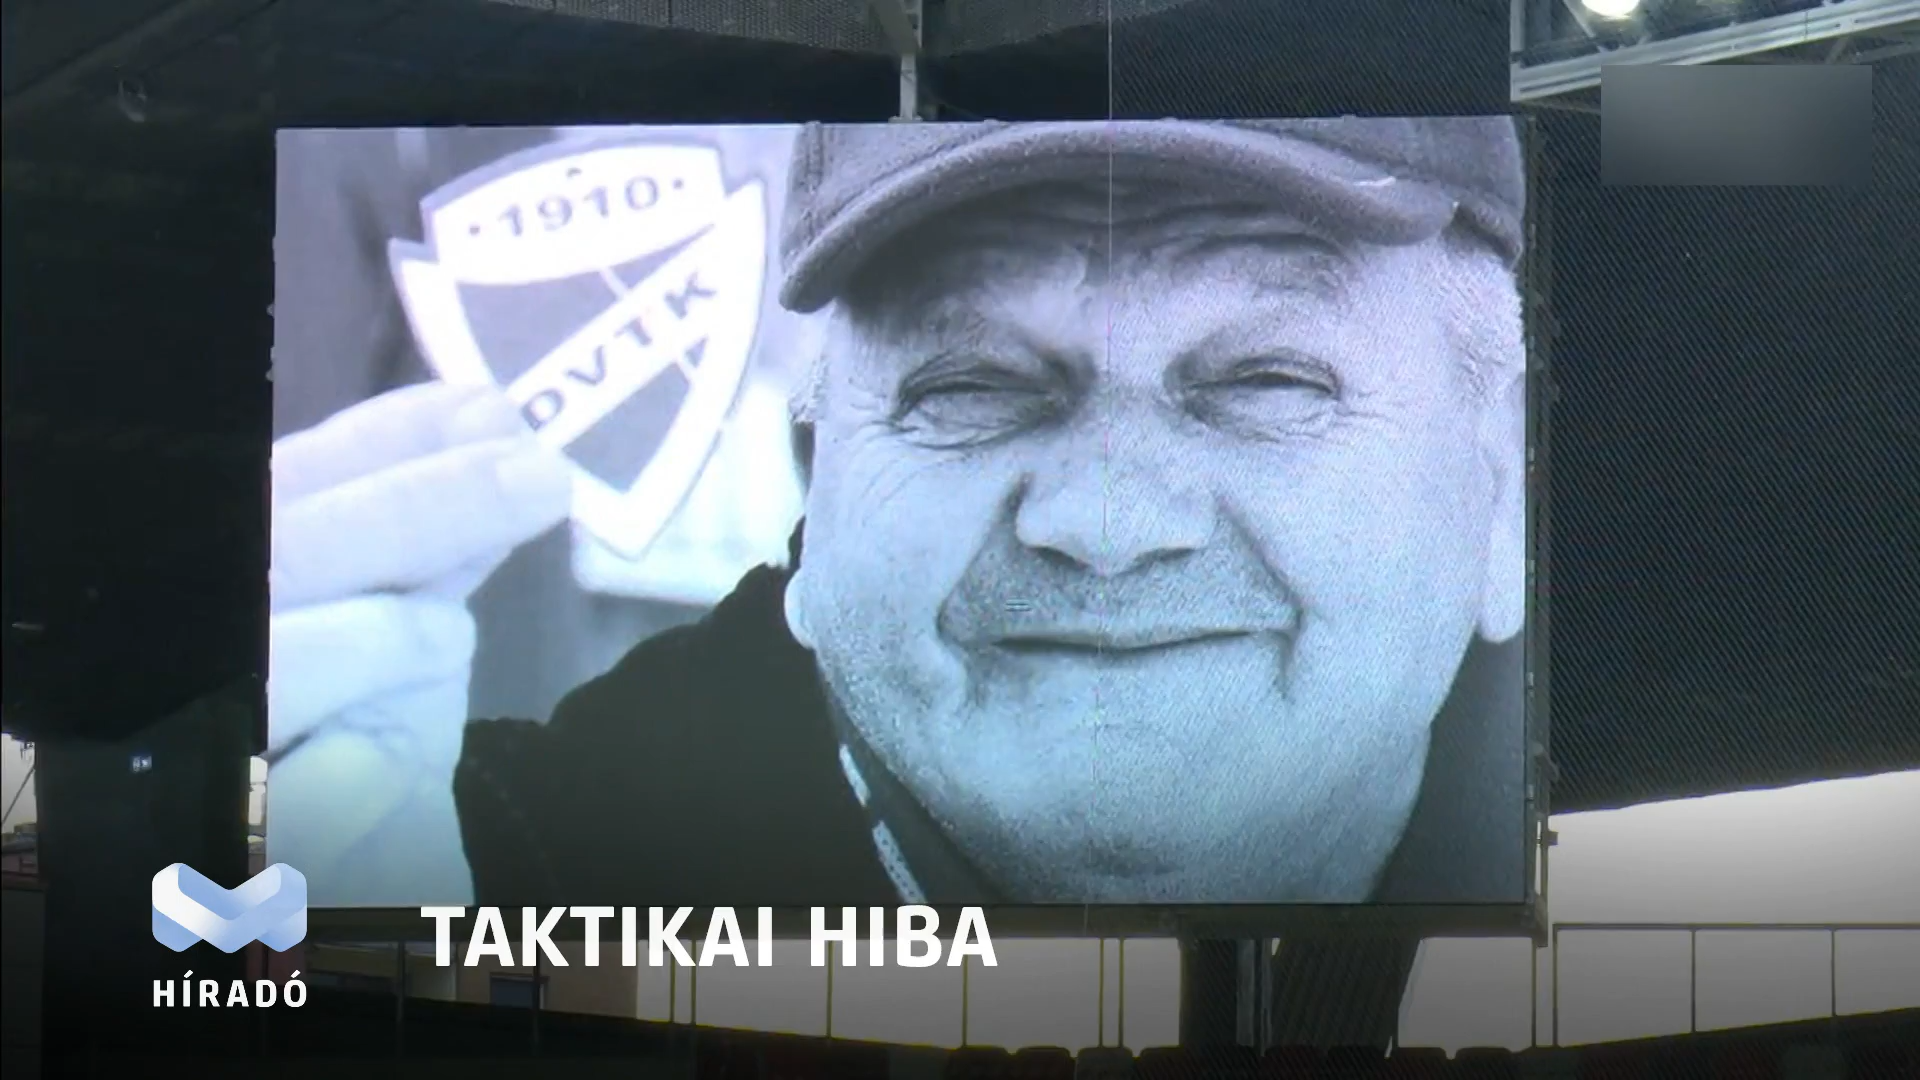 · 1910 ·
DVTK
TAKTIKAI HIBA
HÍRADÓ